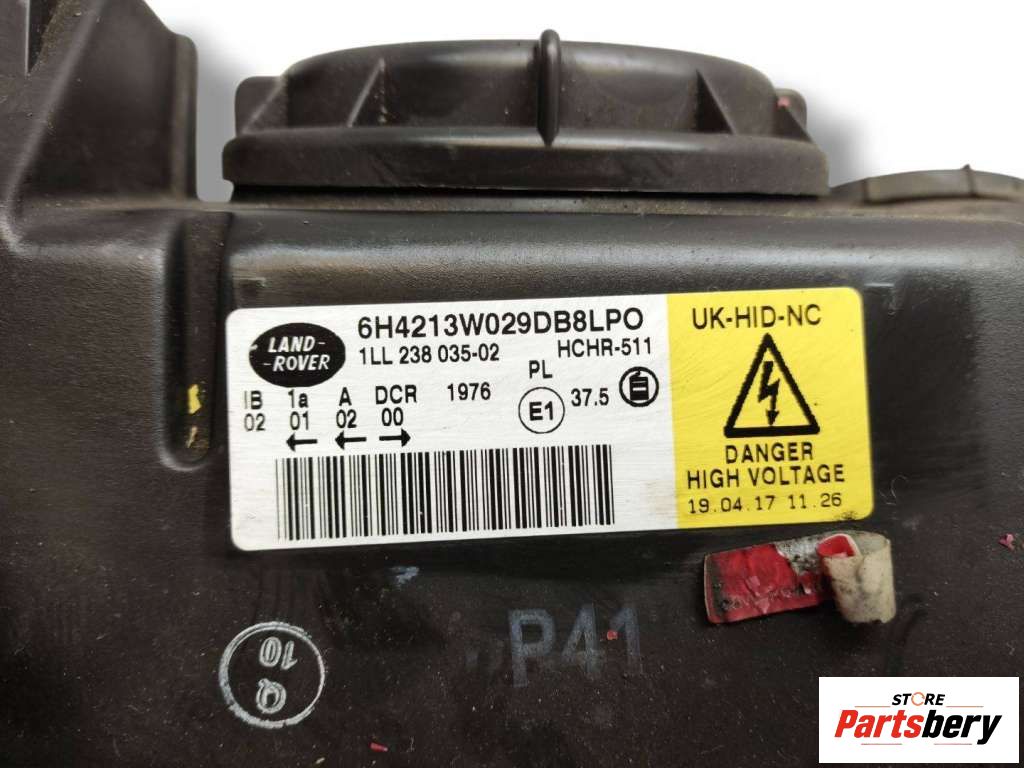 LAND-
-ROVER
6H4213W029DB8LPO
1LL 238 035-02 HCHR-511
IB 1a A DCR 1976 PL
02 01 02 00 E1 37.5
UK-HID-NC
DANGER
HIGH VOLTAGE
19.04.17 11.26
P41
10
Q
STORE
Partsbery